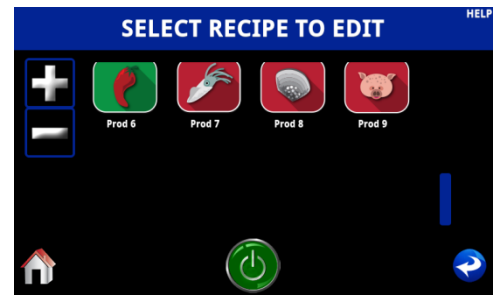 SELECT RECIPE TO EDIT
HELP
Prod 6
Prod 7
Prod 8
Prod 9